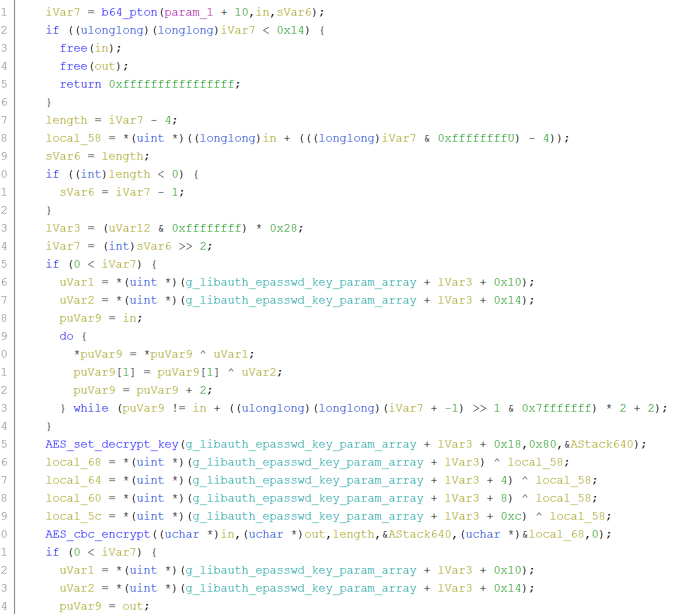 1 iVar7 = b64_pton(param_1 + 10,in,sVar6);
2 if ((ulonglong)(longlong)iVar7 < 0x14) {
3 free(in);
4 free(out);
5 return 0xffffffffffffffff;
6 }
7 length = iVar7 - 4;
8 local_58 = *(uint *)((longlong)in + (((longlong)iVar7 & 0xffffffffU) - 4));
9 sVar6 = length;
0 if ((int)length < 0) {
1 sVar6 = iVar7 - 1;
2 }
3 lVar3 = (uVar12 & 0xffffffff) * 0x28;
4 iVar7 = (int)sVar6 >> 2;
5 if (0 < iVar7) {
6 uVar1 = *(uint *)(g_libauth_epasswd_key_param_array + lVar3 + 0x10);
7 uVar2 = *(uint *)(g_libauth_epasswd_key_param_array + lVar3 + 0x14);
8 puVar9 = in;
9 do {
0 *puVar9 = *puVar9 ^ uVar1;
1 puVar9[1] = puVar9[1] ^ uVar2;
2 puVar9 = puVar9 + 2;
3 } while (puVar9 != in + ((ulonglong)(longlong)(iVar7 + -1) >> 1 & 0x7fffffff) * 2 + 2);
4 }
5 AES_set_decrypt_key(g_libauth_epasswd_key_param_array + lVar3 + 0x18,0x80,&AStack640);
6 local_68 = *(uint *)(g_libauth_epasswd_key_param_array + lVar3) ^ local_58;
7 local_64 = *(uint *)(g_libauth_epasswd_key_param_array + lVar3 + 4) ^ local_58;
8 local_60 = *(uint *)(g_libauth_epasswd_key_param_array + lVar3 + 8) ^ local_58;
9 local_5c = *(uint *)(g_libauth_epasswd_key_param_array + lVar3 + 0xc) ^ local_58;
0 AES_cbc_encrypt((uchar *)in,(uchar *)out,length,&AStack640,(uchar *)&local_68,0);
1 if (0 < iVar7) {
2 uVar1 = *(uint *)(g_libauth_epasswd_key_param_array + lVar3 + 0x10);
3 uVar2 = *(uint *)(g_libauth_epasswd_key_param_array + lVar3 + 0x14);
4 puVar9 = out;